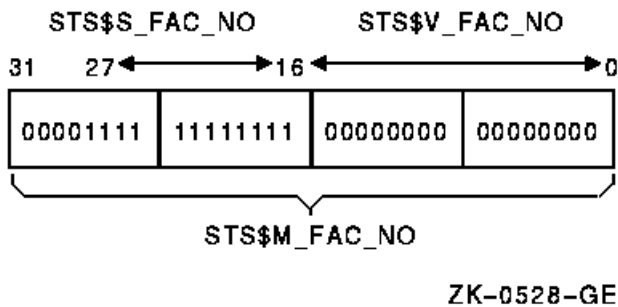 STS$S_FAC_NO STS$V_FAC_NO
31 27 16 0
00001111 11111111 00000000 00000000
STS$M_FAC_NO
ZK-0528-GE